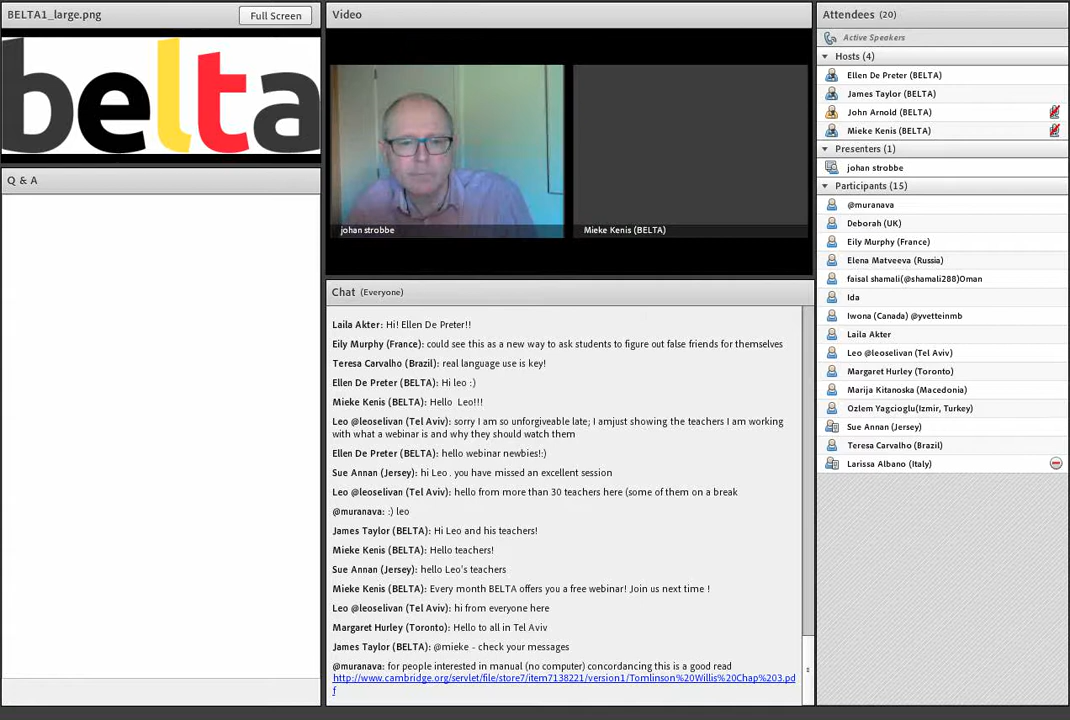 BELTA1_large.png
Full Screen
belta
Q & A
Video
johan strobbe
Mieke Kenis (BELTA)
Chat (Everyone)
Laila Akter: Hi! Ellen De Preter!!
Eily Murphy (France): could see this as a new way to ask students to figure out false friends for themselves
Teresa Carvalho (Brazil): real language use is key!
Ellen De Preter (BELTA): Hi leo :)
Mieke Kenis (BELTA): Hello Leo!!!
Leo @leoselivan (Tel Aviv): sorry I am so unforgiveable late; I amjust showing the teachers I am working
with what a webinar is and why they should watch them
Ellen De Preter (BELTA): hello webinar newbies!:)
Sue Annan (Jersey): hi Leo . you have missed an excellent session
Leo @leoselivan (Tel Aviv): hello from more than 30 teachers here (some of them on a break
@muranava: :) leo
James Taylor (BELTA): Hi Leo and his teachers!
Mieke Kenis (BELTA): Hello teachers!
Sue Annan (Jersey): hello Leo's teachers
Mieke Kenis (BELTA): Every month BELTA offers you a free webinar! Join us next time !
Leo @leoselivan (Tel Aviv): hi from everyone here
Margaret Hurley (Toronto): Hello to all in Tel Aviv
James Taylor (BELTA): @mieke - check your messages
@muranava: for people interested in manual (no computer) concordancing this is a good read
http://www.cambridge.org/servlet/file/store7/item7138221/version1/Tomlinson%20Willis%20Chap%203.pd
f
Attendees (20)
Active Speakers
Hosts (4)
Ellen De Preter (BELTA)
James Taylor (BELTA)
John Arnold (BELTA)
Mieke Kenis (BELTA)
Presenters (1)
johan strobbe
Participants (15)
@muranava
Deborah (UK)
Eily Murphy (France)
Elena Matveeva (Russia)
faisal shamali(@shamali288)Oman
Ida
Iwona (Canada) @yvetteinmb
Laila Akter
Leo @leoselivan (Tel Aviv)
Margaret Hurley (Toronto)
Marija Kitanoska (Macedonia)
Ozlem Yagcioglu(Izmir, Turkey)
Sue Annan (Jersey)
Teresa Carvalho (Brazil)
Larissa Albano (Italy)